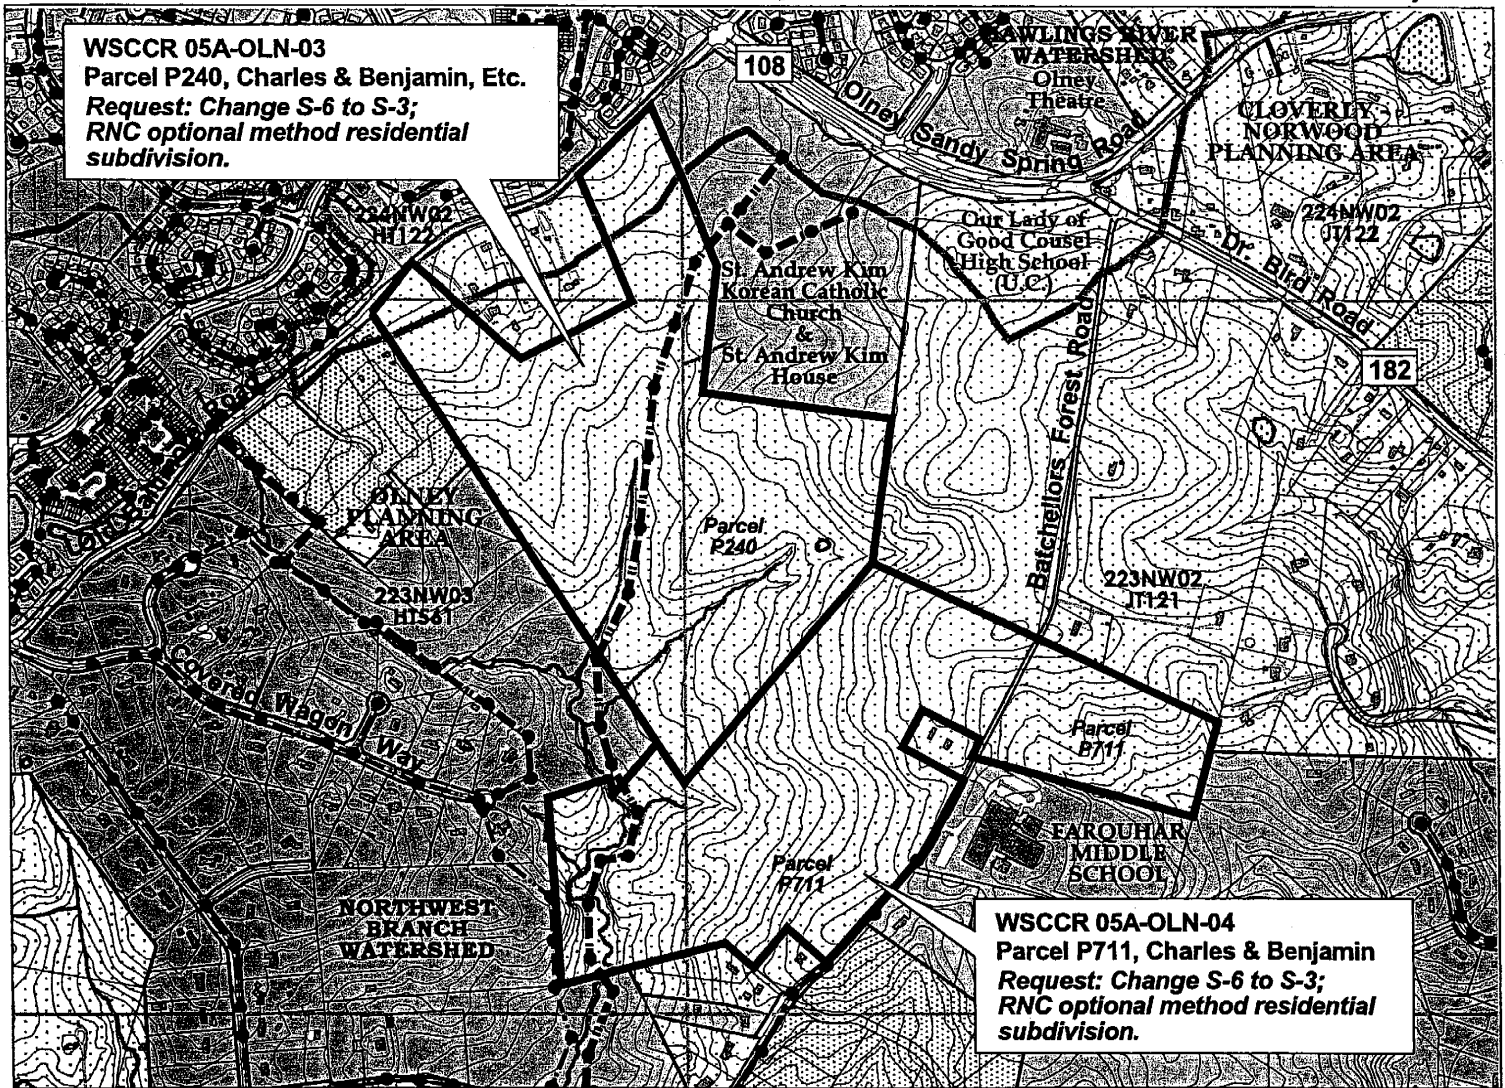 WSCCR 05A-OLN-03
Parcel P240, Charles & Benjamin, Etc.
Request: Change S-6 to S-3;
RNC optional method residential
subdivision.
108
WATERSHED
Olney
Theatre
Olney Sandy Spring Road
CLOVERLY
NORWOOD
PLANNING AREA
224NW02
JT122
Our Lady of
Good Cousel
High School
(U.C.)
Dr. Bird Road
182
St. Andrew Kim
Korean Catholic
Church
&
St. Andrew Kim
House
Batchellors Forest Road
OLNEY
PLANNING
AREA
Parcel
P240
223NW03
223NW02
JT121
Covered Wagon Way
Parcel
P711
FARQUHAR
MIDDLE
SCHOOL
Parcel
P711
NORTHWEST
BRANCH
WATERSHED
WSCCR 05A-OLN-04
Parcel P711, Charles & Benjamin
Request: Change S-6 to S-3;
RNC optional method residential
subdivision.